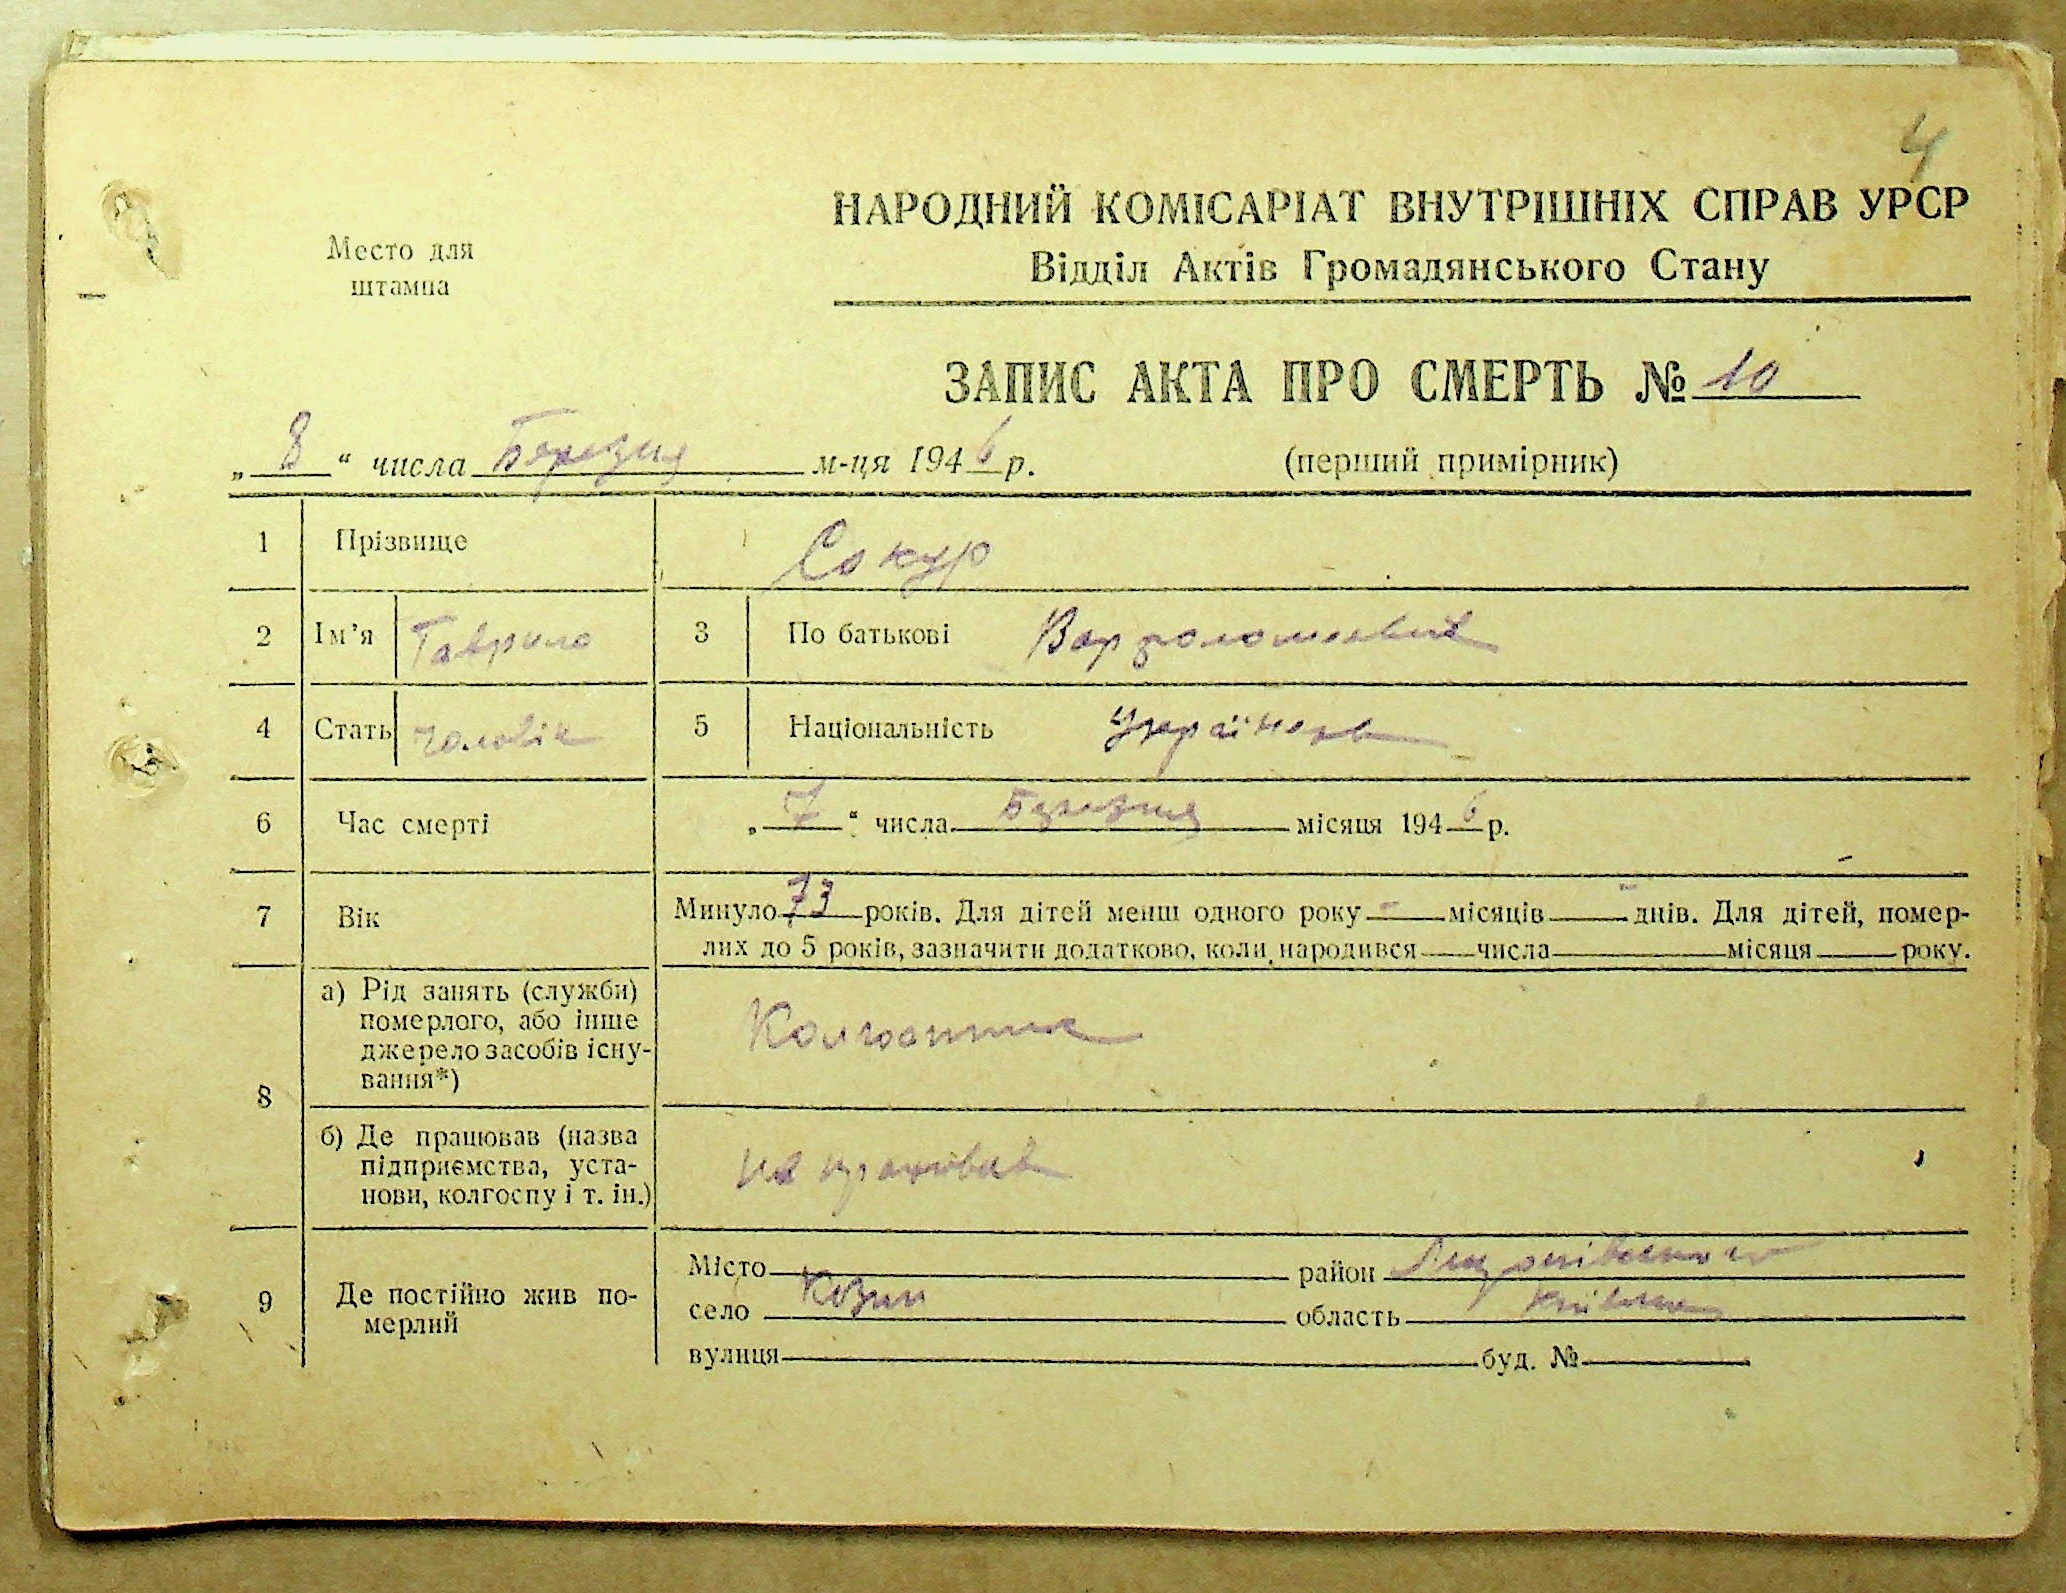 4
НАРОДНИЙ КОМІСАРІАТ ВНУТРІШНІХ СПРАВ УРСР
Место для
штампа
Відділ Актів Громадянського Стану
ЗАПИС АКТА ПРО СМЕРТЬ № 10
„ 8 “ числа Березня м-ця 1946 р.
(перший примірник)
1 Прізвище Сокур
2 Ім’я Гаврило 3 По батькові Варфоломеевич
4 Стать чоловік 5 Національність
6 Час смерті „ 7 “ числа Березня місяця 1946 р.
7 Вік Минуло 73 років. Для дітей менш одного року - місяців - днів. Для дітей, помер-
лих до 5 років, зазначити додатково, коли народився числа місяця року.
8
а) Рід занять (служби)
померлого, або інше
джерело засобів існу-
вання*)
Колгоспник
б) Де працював (назва
підприємства, уста-
нови, колгоспу і т. ін.)
не працював
9 Де постійно жив по-
мерлий
Місто район
село Козин область
вулиця буд. №